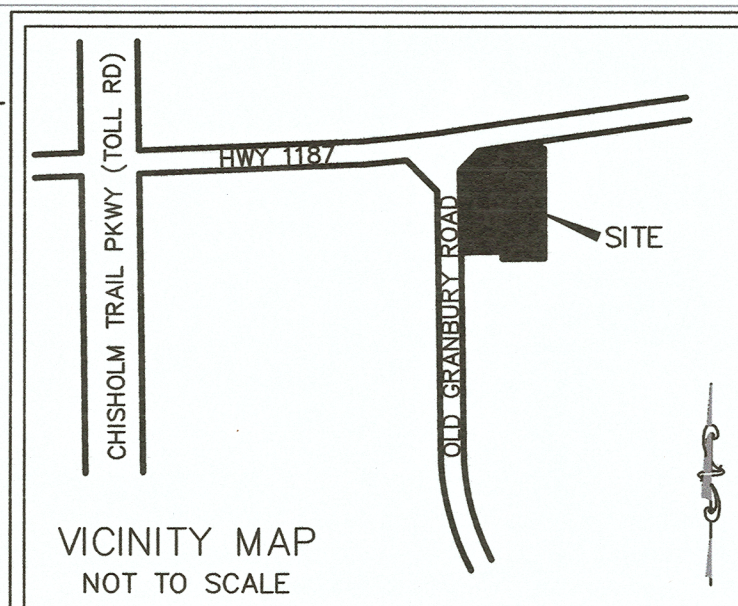 CHISHOLM TRAIL PKWY (TOLL RD)
HWY 1187
OLD GRANBURY ROAD
SITE
VICINITY MAP
NOT TO SCALE